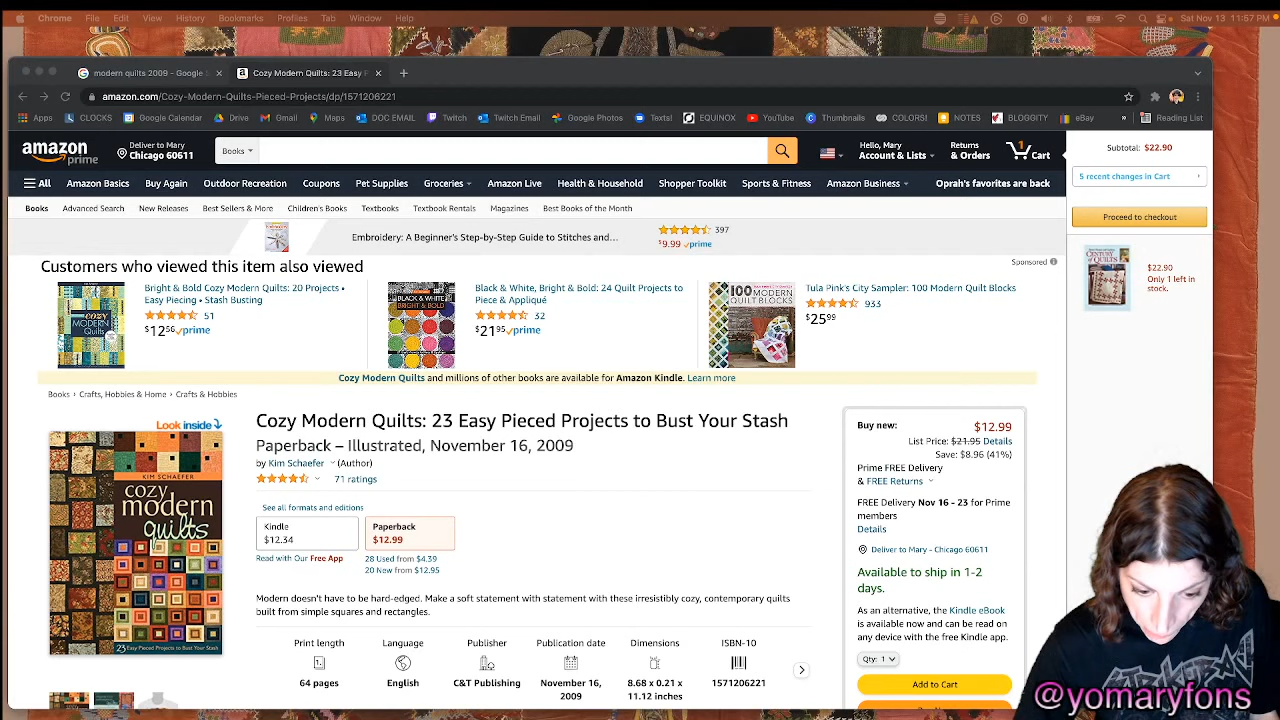 Chrome File Edit View History Bookmarks Profiles Tab Window Help Sat Nov 13 11:57 PM
modern quilts 2009 - Google Cozy Modern Quilts: 23 Easy P
amazon.com/Cozy-Modern-Quilts-Pieced-Projects/dp/1571206221
Apps CLOCKS Google Calendar Drive Gmail Maps DOC EMAIL Twitch Twitch Email Google Photos Texts! EQUINOX YouTube Thumbnails COLORS! NOTES BLOGGITY eBay » Reading List
amazon prime
Deliver to Mary
Chicago 60611
Books
Hello, Mary
Account & Lists
Returns
& Orders
1
Cart
Subtotal: $22.90
5 recent changes in Cart
Proceed to checkout
All Amazon Basics Buy Again Outdoor Recreation Coupons Pet Supplies Groceries Amazon Live Health & Household Shopper Toolkit Sports & Fitness Amazon Books Oprah's favorites are back
Books Advanced Search New Releases Best Sellers & More Children's Books Textbooks Textbook Rentals Magazines Best Books of the Month
Embroidery: A Beginner's Step-by-Step Guide to Stitches and...
397
$9.99 prime
Sponsored
CENTURY of QUILTS
$22.90
Only 1 left in
stock.
Customers who viewed this item also viewed
cozy
MODERN
Quilts
Bright & Bold Cozy Modern Quilts: 20 Projects •
Easy Piecing • Stash Busting
51
$12.56 prime
BLACK & WHITE,
BRIGHT & BOLD
Black & White, Bright & Bold: 24 Quilt Projects to
Piece & Appliqué
32
$21.95 prime
100 MODERN
QUILT BLOCKS
Tula Pink's City Sampler: 100 Modern Quilt Blocks
933
$25.99
Cozy Modern Quilts and millions of other books are available for Amazon Kindle. Learn more
Books › Crafts, Hobbies & Home › Crafts & Hobbies
Look inside
KIM SCHAEFER
cozy
modern
quilts
23 Easy Pieced Projects to Bust Your Stash
Cozy Modern Quilts: 23 Easy Pieced Projects to Bust Your Stash
Paperback – Illustrated, November 16, 2009
by Kim Schaefer (Author)
71 ratings
See all formats and editions
Kindle
$12.34
Paperback
$12.99
Read with Our Free App
28 Used from $4.39
20 New from $12.95
Modern doesn't have to be hard-edged. Make a soft statement with statement with these irresistibly cozy, contemporary quilts
built from simple squares and rectangles.
Print length
64 pages
Language
English
Publisher
C&T Publishing
Publication date
November 16,
2009
Dimensions
8.68 x 0.21 x
11.12 inches
ISBN-10
1571206221
Buy new: $12.99
List Price: $21.95 Details
Save: $8.96 (41%)
Prime FREE Delivery
& FREE Returns
FREE Delivery Nov 16 - 23 for Prime
members
Details
Deliver to Mary - Chicago 60611
Available to ship in 1-2
days.
As an alternative, the Kindle eBook
is available now and can be read on
any device with the free Kindle app.
Qty: 1
Add to Cart
@yomaryfons